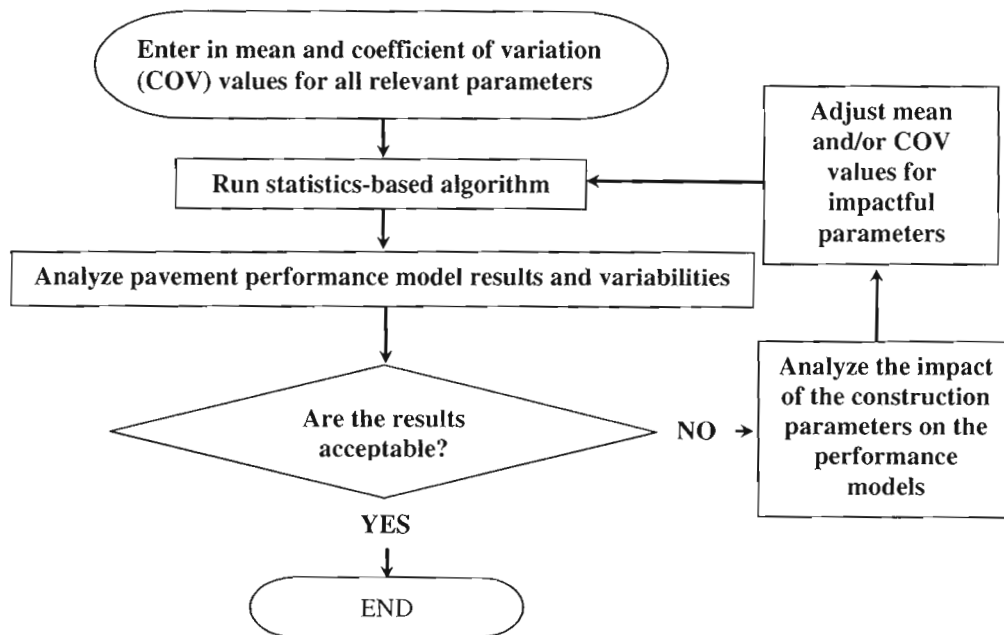 Enter in mean and coefficient of variation
(COV) values for all relevant parameters
Run statistics-based algorithm
Analyze pavement performance model results and variabilities
Are the results
acceptable?
NO
Analyze the impact
of the construction
parameters on the
performance
models
Adjust mean
and/or COV
values for
impactful
parameters
YES
END